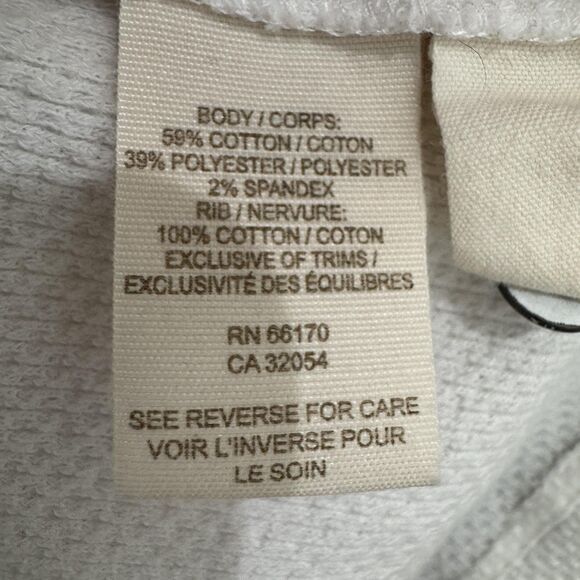 BODY / CORPS:
59% COTTON / COTON
39% POLYESTER / POLYESTER
2% SPANDEX
RIB / NERVURE:
100% COTTON / COTON
EXCLUSIVE OF TRIMS /
EXCLUSIVITÉ DES ÉQUILIBRES
RN 66170
CA 32054
SEE REVERSE FOR CARE
VOIR L'INVERSE POUR
LE SOIN